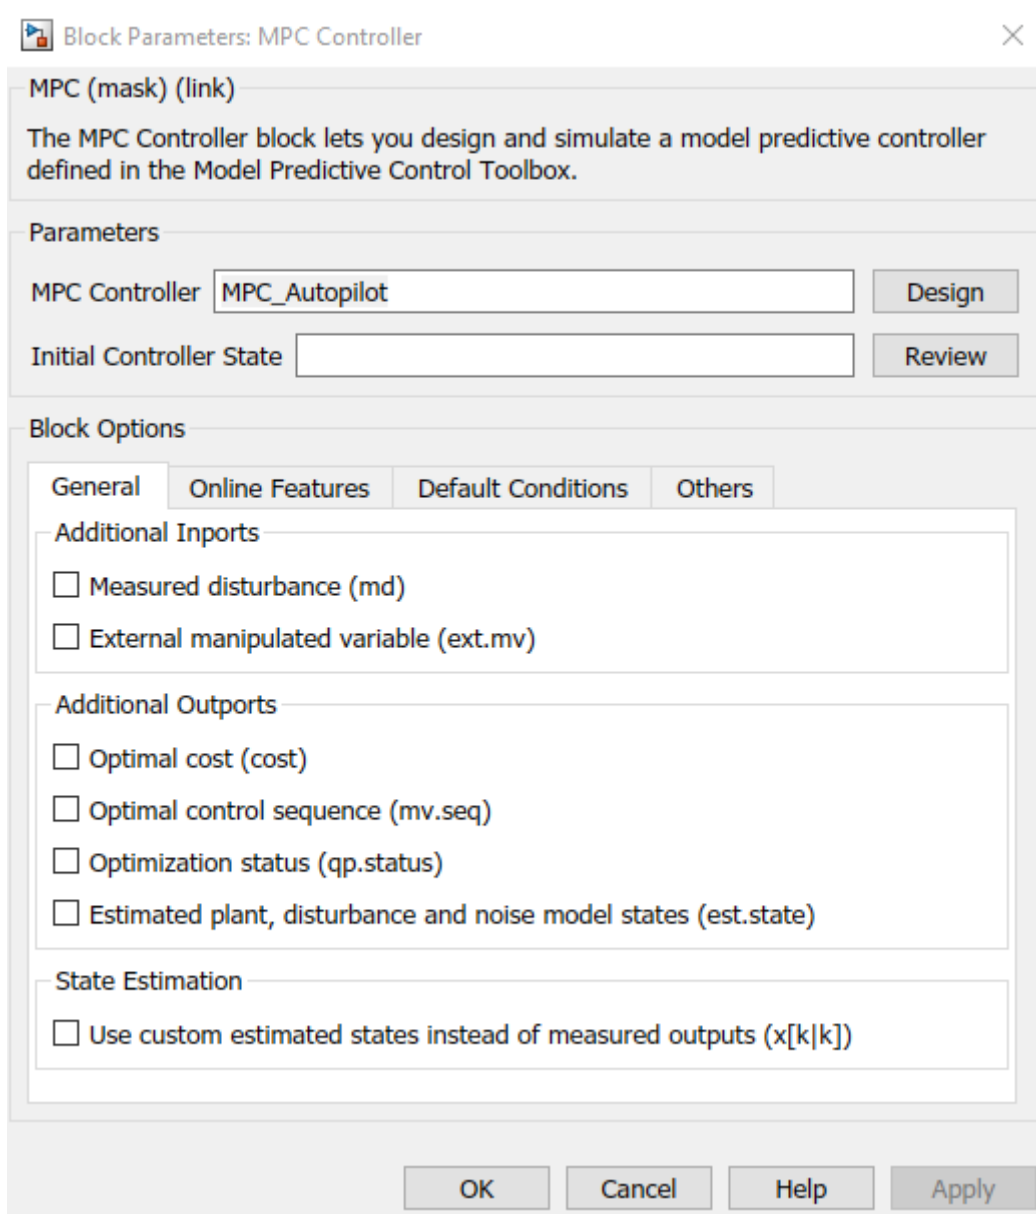 Block Parameters: MPC Controller
MPC (mask) (link)
The MPC Controller block lets you design and simulate a model predictive controller
defined in the Model Predictive Control Toolbox.
Parameters
MPC Controller MPC_Autopilot Design
Initial Controller State Review
Block Options
General Online Features Default Conditions Others
Additional Inports
Measured disturbance (md)
External manipulated variable (ext.mv)
Additional Outports
Optimal cost (cost)
Optimal control sequence (mv.seq)
Optimization status (qp.status)
Estimated plant, disturbance and noise model states (est.state)
State Estimation
Use custom estimated states instead of measured outputs (x[k|k])
OK Cancel Help Apply